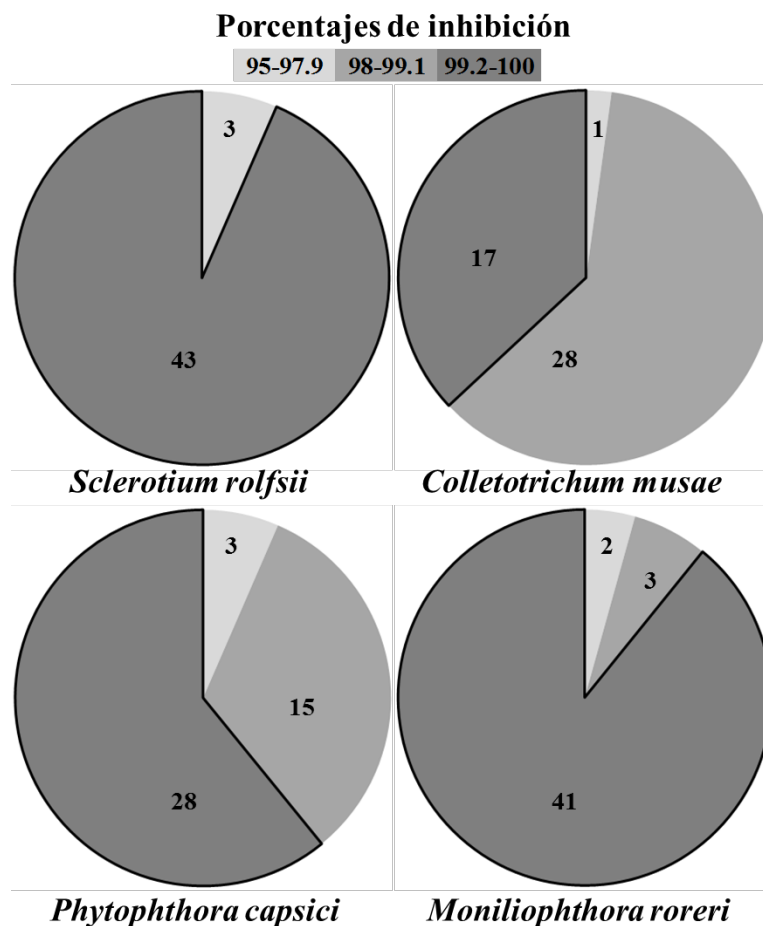 Porcentajes de inhibición
95-97.9 98-99.1 99.2-100
3
43
1
17
28
Sclerotium rolfsii
Colletotrichum musae
3
15
28
2
3
41
Phytophthora capsici
Moniliophthora roreri